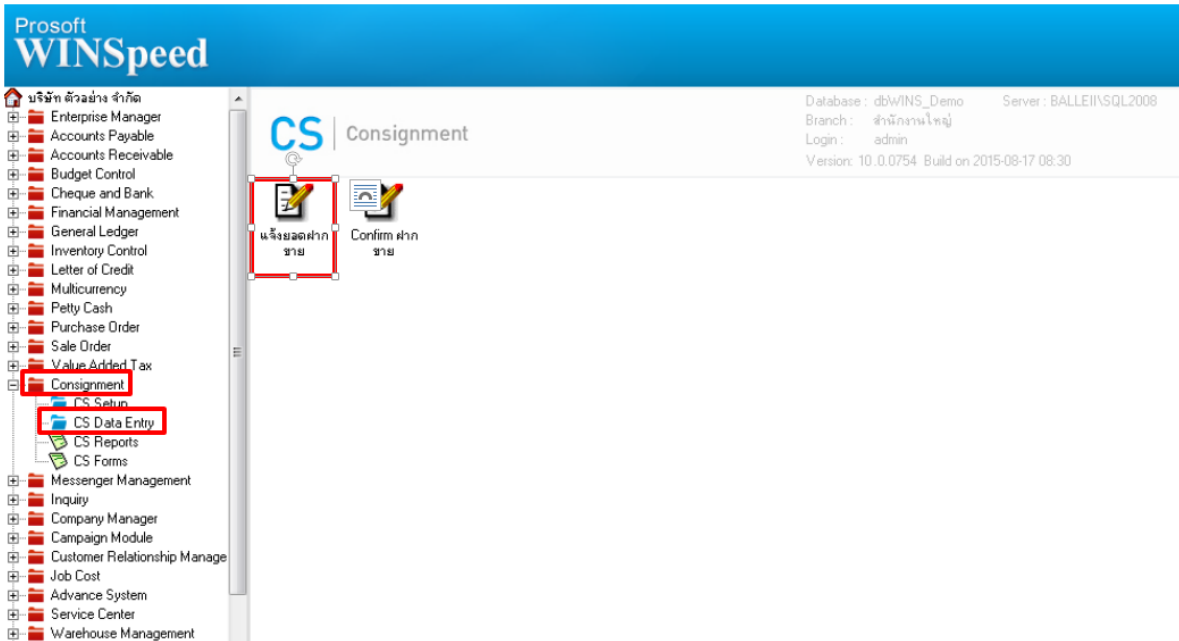 Prosoft
WINSpeed
บริษัท ตัวอย่าง จำกัด
Enterprise Manager
Accounts Payable
Accounts Receivable
Budget Control
Cheque and Bank
Financial Management
General Ledger
Inventory Control
Letter of Credit
Multicurrency
Petty Cash
Purchase Order
Sale Order
Value Added Tax
Consignment
CS Setup
CS Data Entry
CS Reports
CS Forms
Messenger Management
Inquiry
Company Manager
Campaign Module
Customer Relationship Manage
Job Cost
Advance System
Service Center
Warehouse Management
CS Consignment
Database : dbWINS_Demo Server : BALLEII\SQL2008
Branch : สำนักงานใหญ่
Login : admin
Version: 10 .0.0754 Build on 2015-08-17 08:30
แจ้งยอดฝาก
ขาย
Confirm ฝาก
ขาย